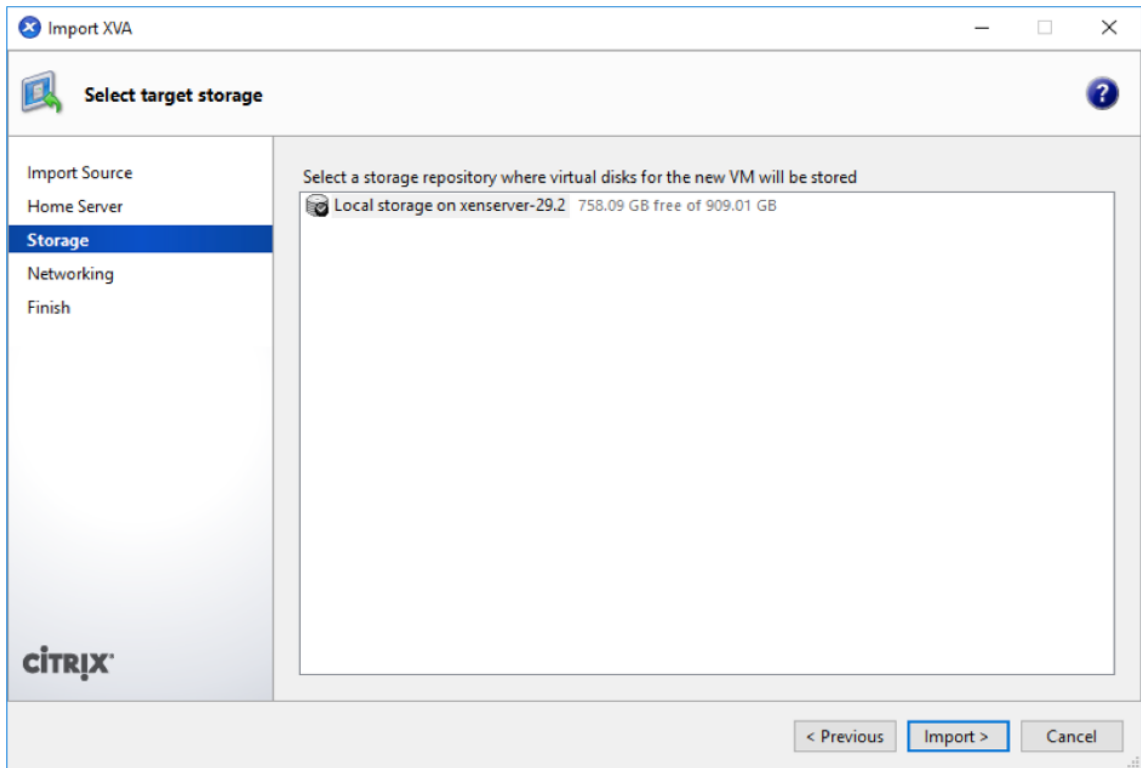 Import XVA
Select target storage
?
Import Source
Home Server
Storage
Networking
Finish
Select a storage repository where virtual disks for the new VM will be stored
Local storage on xenserver-29.2 758.09 GB free of 909.01 GB
CITRIX
< Previous
Import >
Cancel